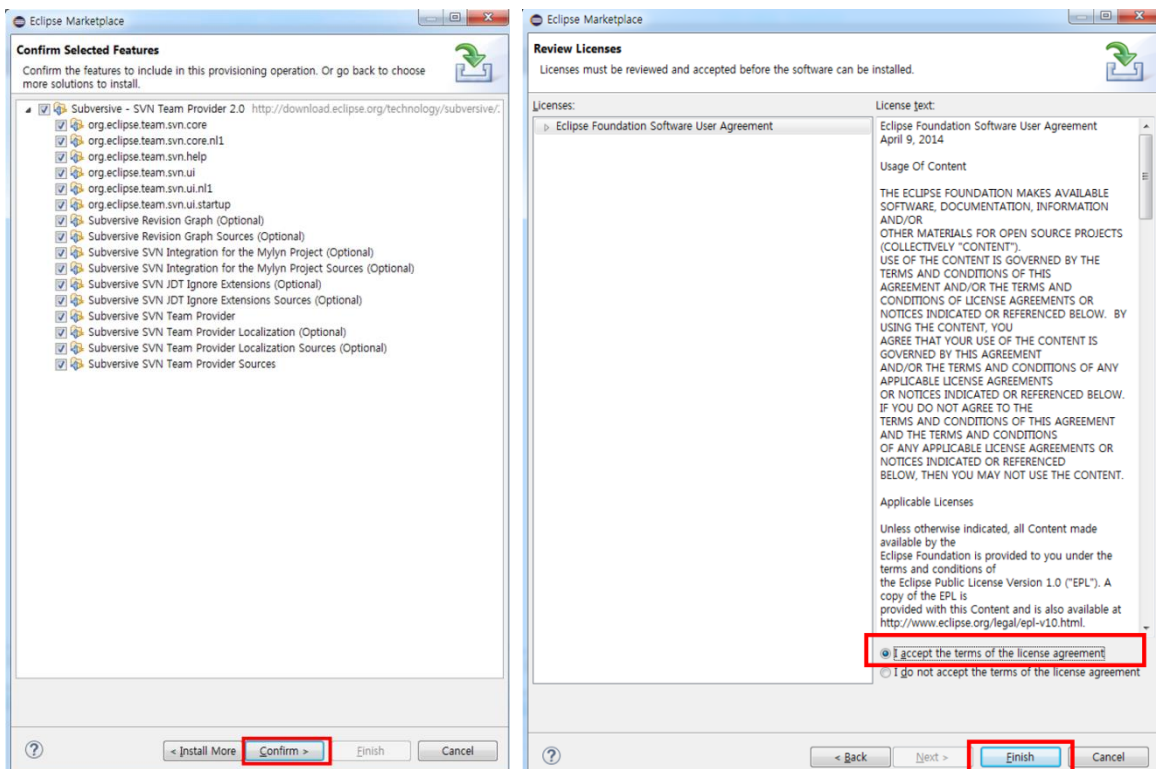 Eclipse Marketplace
Confirm Selected Features
Confirm the features to include in this provisioning operation. Or go back to choose
more solutions to install.
Subversive - SVN Team Provider 2.0 http://download.eclipse.org/technology/subversive/
org.eclipse.team.svn.core
org.eclipse.team.svn.core.nl1
org.eclipse.team.svn.help
org.eclipse.team.svn.ui
org.eclipse.team.svn.ui.nl1
org.eclipse.team.svn.ui.startup
Subversive Revision Graph (Optional)
Subversive Revision Graph Sources (Optional)
Subversive SVN Integration for the Mylyn Project (Optional)
Subversive SVN Integration for the Mylyn Project Sources (Optional)
Subversive SVN JDT Ignore Extensions (Optional)
Subversive SVN JDT Ignore Extensions Sources (Optional)
Subversive SVN Team Provider
Subversive SVN Team Provider Localization (Optional)
Subversive SVN Team Provider Localization Sources (Optional)
Subversive SVN Team Provider Sources
< Install More
Confirm >
Finish
Cancel
Eclipse Marketplace
Review Licenses
Licenses must be reviewed and accepted before the software can be installed.
Licenses:
Eclipse Foundation Software User Agreement
License text:
Eclipse Foundation Software User Agreement
April 9, 2014
Usage Of Content
THE ECLIPSE FOUNDATION MAKES AVAILABLE
SOFTWARE, DOCUMENTATION, INFORMATION
AND/OR
OTHER MATERIALS FOR OPEN SOURCE PROJECTS
(COLLECTIVELY "CONTENT").
USE OF THE CONTENT IS GOVERNED BY THE
TERMS AND CONDITIONS OF THIS
AGREEMENT AND/OR THE TERMS AND
CONDITIONS OF LICENSE AGREEMENTS OR
NOTICES INDICATED OR REFERENCED BELOW. BY
USING THE CONTENT, YOU
AGREE THAT YOUR USE OF THE CONTENT IS
GOVERNED BY THIS AGREEMENT
AND/OR THE TERMS AND CONDITIONS OF ANY
APPLICABLE LICENSE AGREEMENTS
OR NOTICES INDICATED OR REFERENCED BELOW.
IF YOU DO NOT AGREE TO THE
TERMS AND CONDITIONS OF THIS AGREEMENT
AND THE TERMS AND CONDITIONS
OF ANY APPLICABLE LICENSE AGREEMENTS OR
NOTICES INDICATED OR REFERENCED
BELOW, THEN YOU MAY NOT USE THE CONTENT.
Applicable Licenses
Unless otherwise indicated, all Content made
available by the
Eclipse Foundation is provided to you under the
terms and conditions of
the Eclipse Public License Version 1.0 ("EPL"). A
copy of the EPL is
provided with this Content and is also available at
http://www.eclipse.org/legal/epl-v10.html.
I accept the terms of the license agreement
I do not accept the terms of the license agreement
< Back
Next >
Finish
Cancel